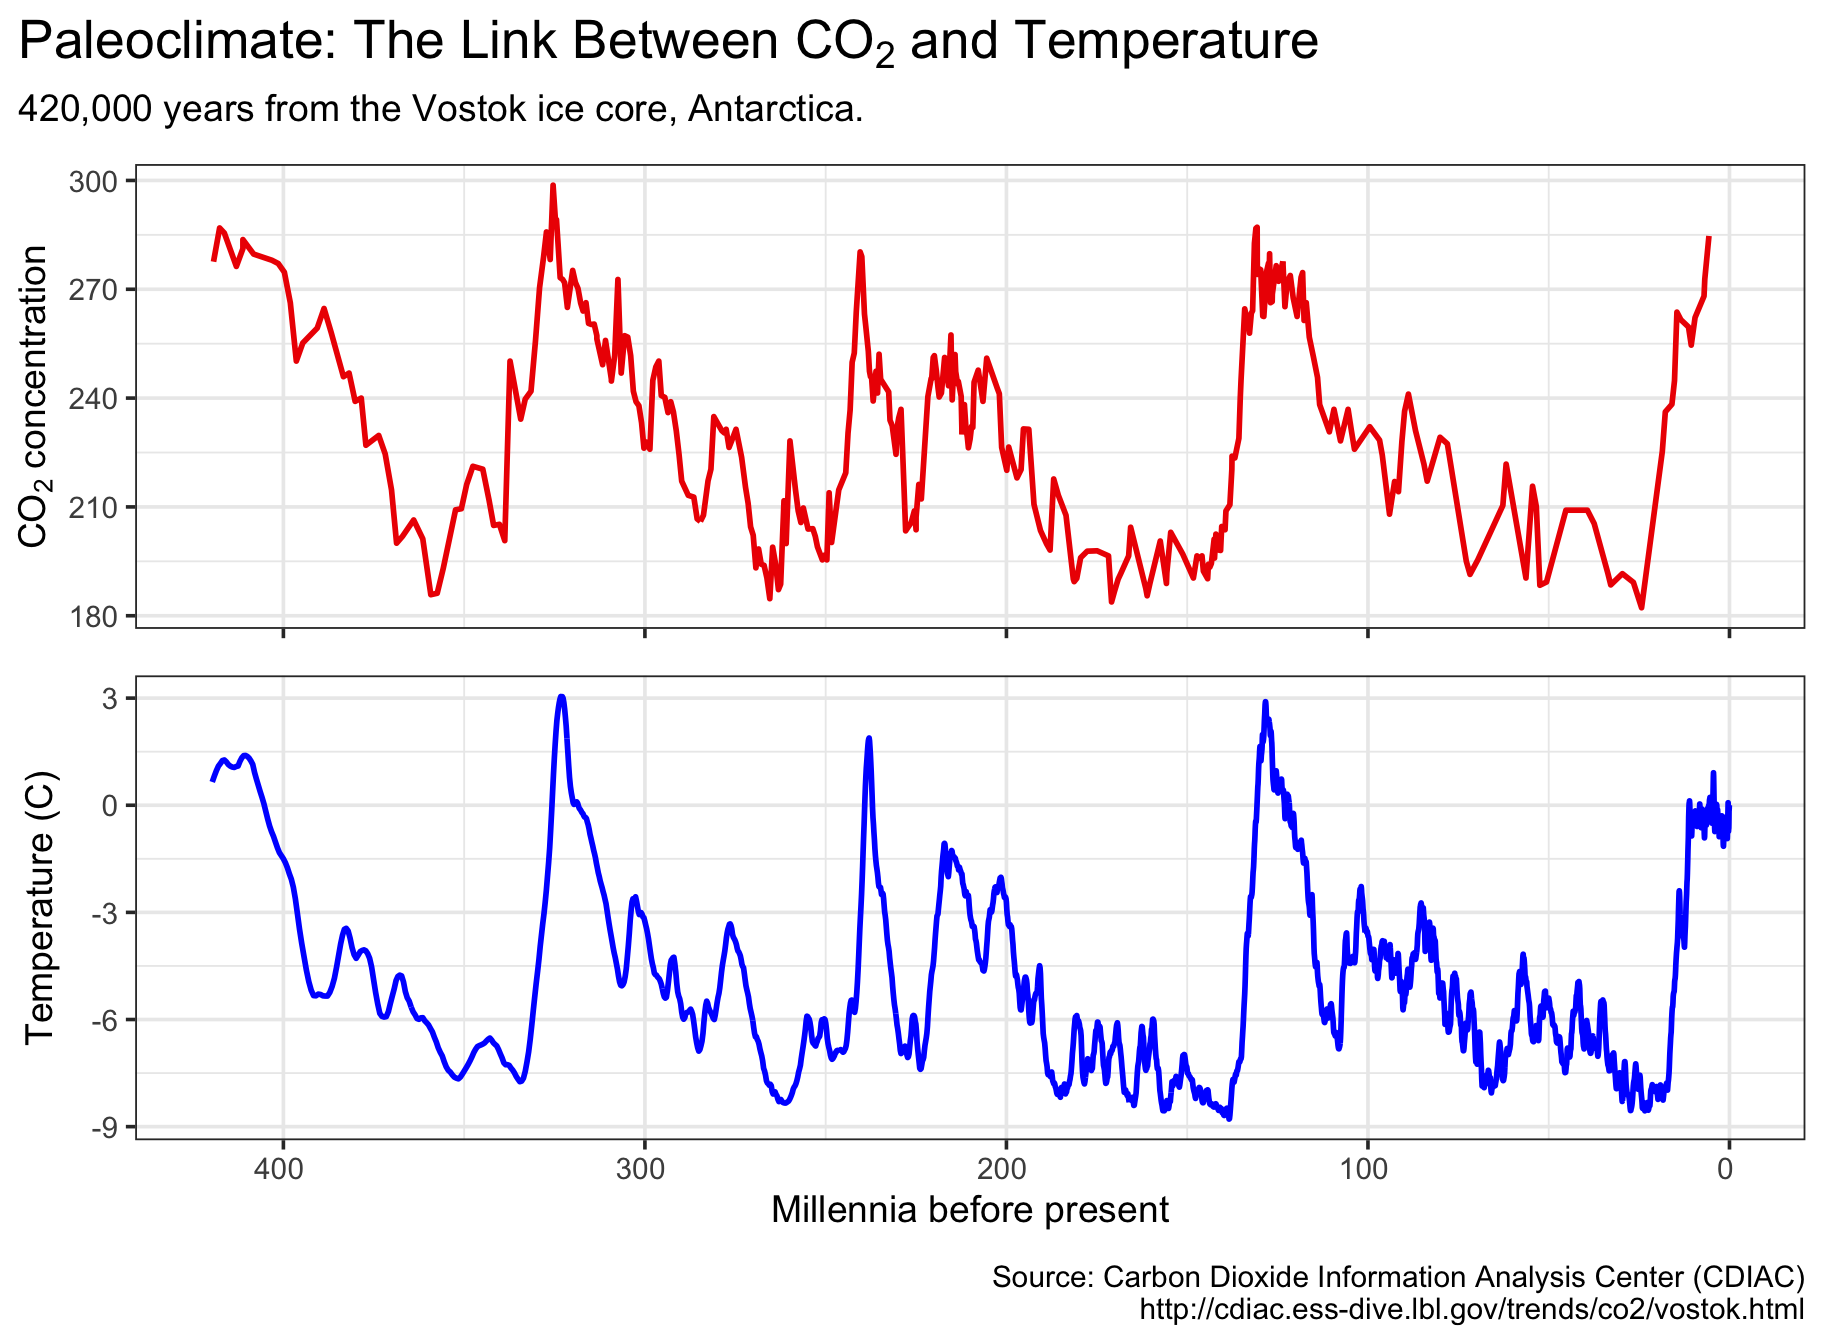 Paleoclimate: The Link Between CO₂ and Temperature
420,000 years from the Vostok ice core, Antarctica.
CO₂ concentration
300
270
240
210
180
Temperature (C)
3
0
-3
-6
-9
400 300 200 100 0
Millennia before present
Source: Carbon Dioxide Information Analysis Center (CDIAC)
http://cdiac.ess-dive.lbl.gov/trends/co2/vostok.html